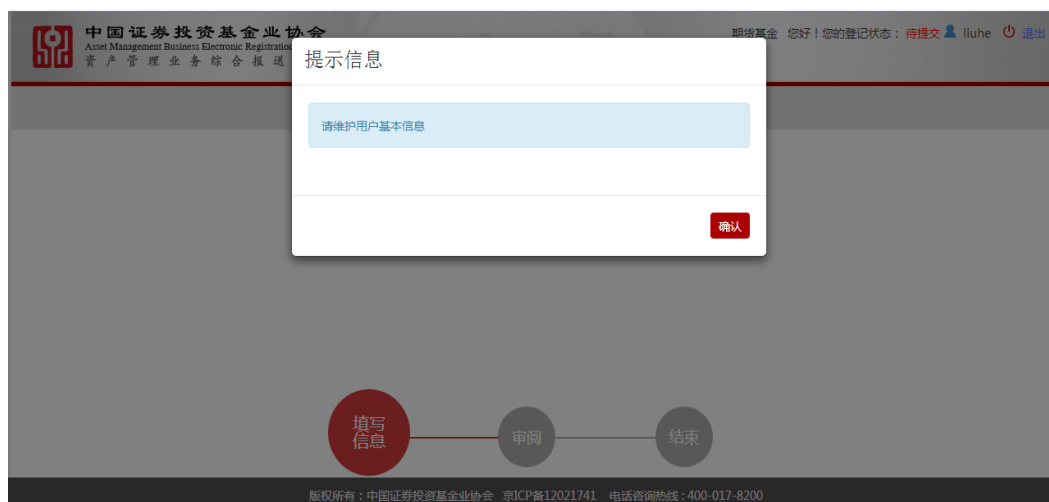 中国证券投资基金业协会
Asset Management Business Electronic Registration
资产管理业务综合报送
期货基金 您好！您的登记状态：待提交 liuhe 退出
提示信息
请维护用户基本信息
确认
填写
信息
审阅
结束
版权所有：中国证券投资基金业协会 京ICP备12021741 电话咨询热线：400-017-8200